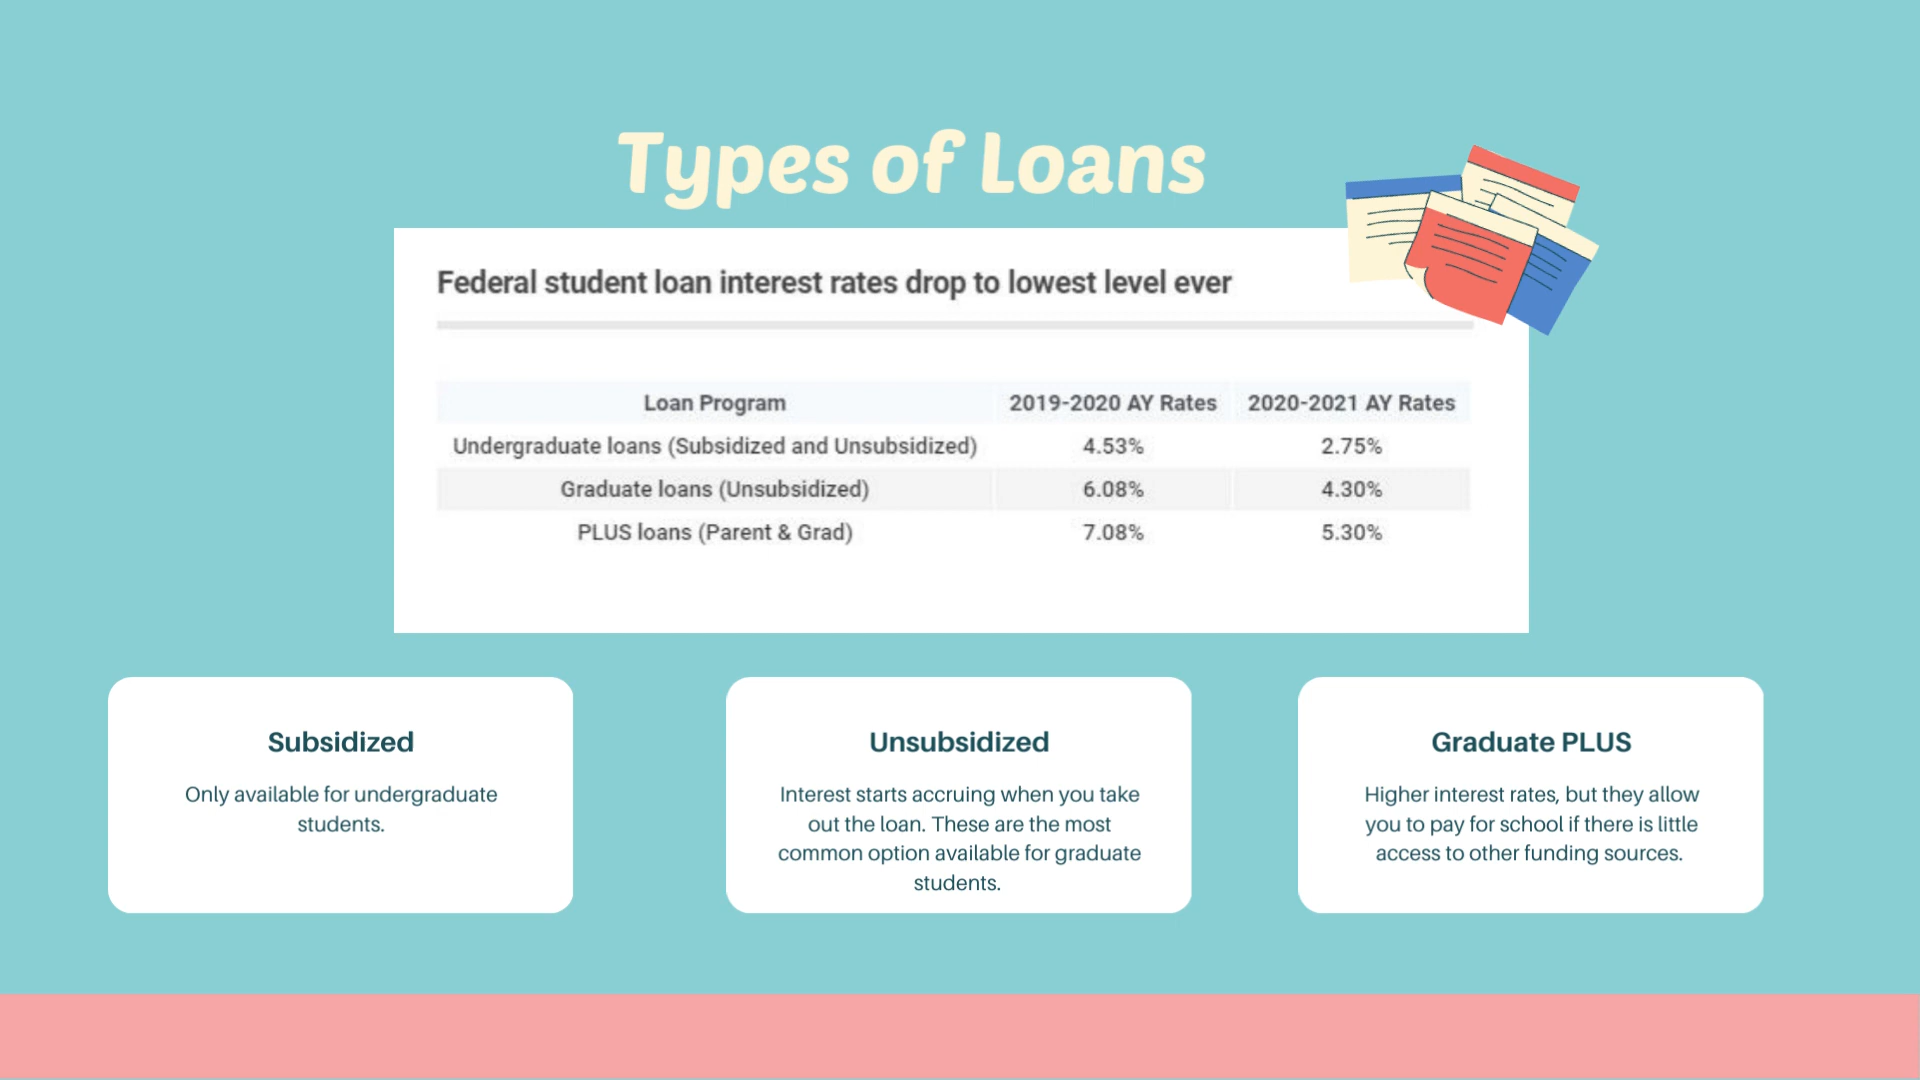 Types of Loans
Federal student loan interest rates drop to lowest level ever
Loan Program 2019-2020 AY Rates 2020-2021 AY Rates
Undergraduate loans (Subsidized and Unsubsidized) 4.53% 2.75%
Graduate loans (Unsubsidized) 6.08% 4.30%
PLUS loans (Parent & Grad) 7.08% 5.30%
Subsidized
Only available for undergraduate
students.
Unsubsidized
Interest starts accruing when you take
out the loan. These are the most
common option available for graduate
students.
Graduate PLUS
Higher interest rates, but they allow
you to pay for school if there is little
access to other funding sources.